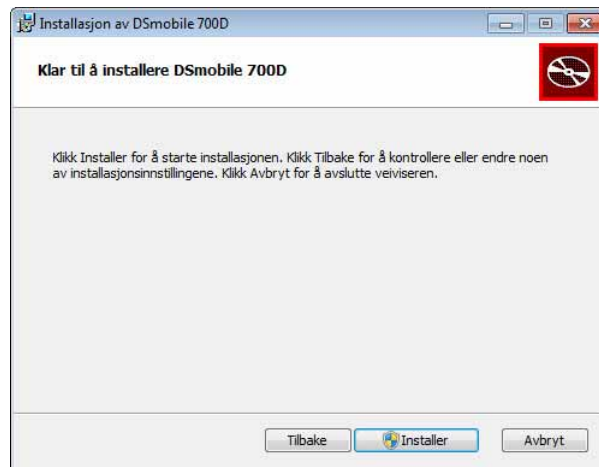 Installasjon av DSmobile 700D
Klar til å installere DSmobile 700D
Klikk Installer for å starte installasjonen. Klikk Tilbake for å kontrollere eller endre noen
av installasjonsinnstillingene. Klikk Avbryt for å avslutte veiviseren.
Tilbake
Installer
Avbryt